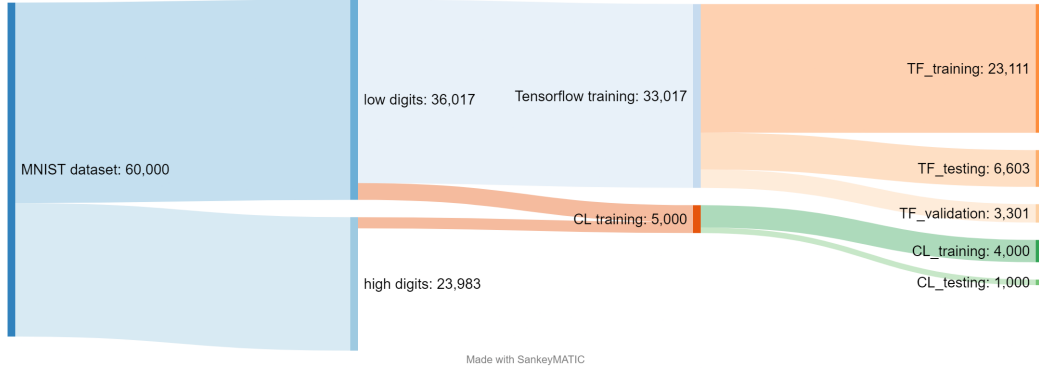 MNIST dataset: 60,000
low digits: 36,017
high digits: 23,983
Tensorflow training: 33,017
CL training: 5,000
TF_training: 23,111
TF_testing: 6,603
TF_validation: 3,301
CL_training: 4,000
CL_testing: 1,000
Made with SankeyMATIC